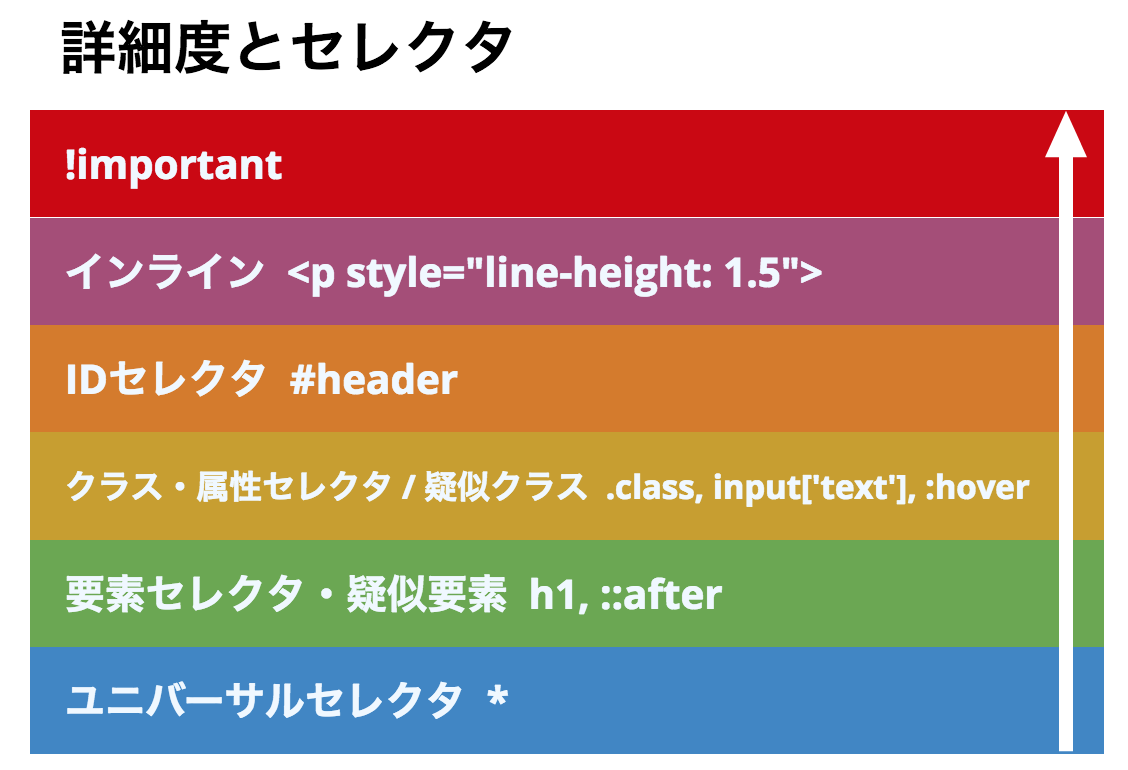 詳細度とセレクタ
!important
インライン <p style="line-height: 1.5">
IDセレクタ #header
クラス・属性セレクタ / 疑似クラス .class, input['text'], :hover
要素セレクタ・疑似要素 h1, ::after
ユニバーサルセレクタ *